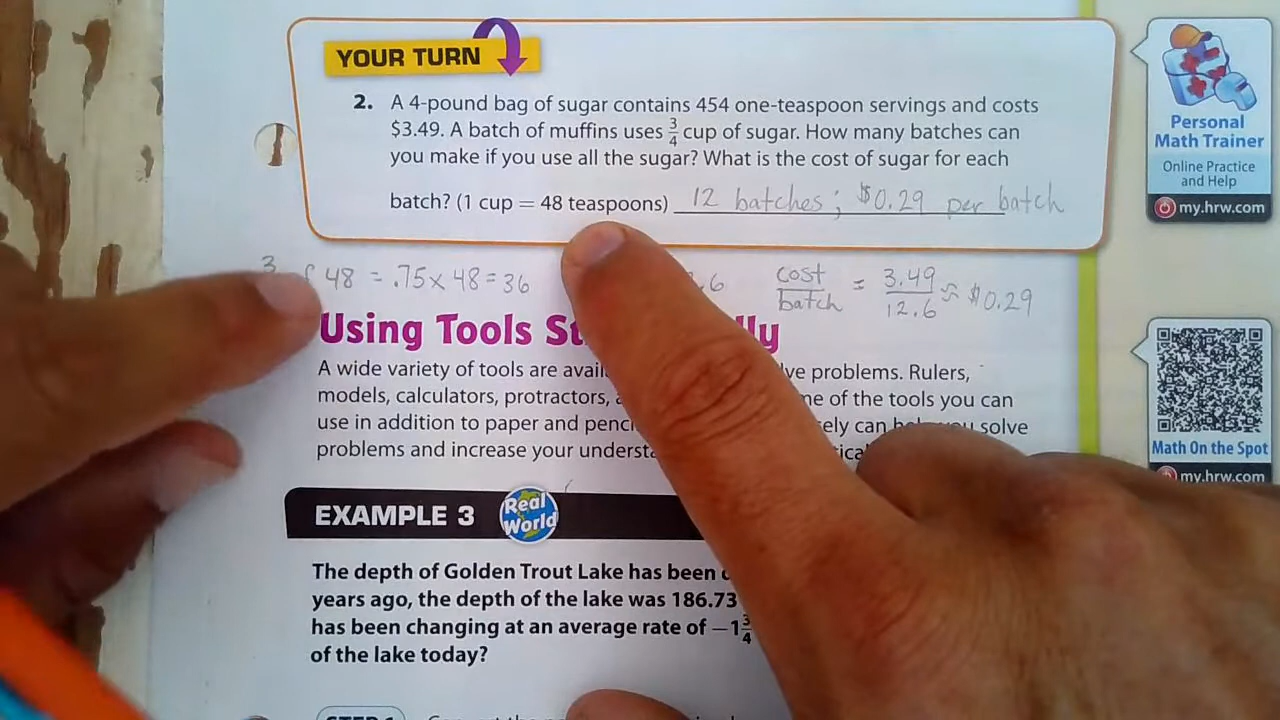 YOUR TURN
2. A 4-pound bag of sugar contains 454 one-teaspoon servings and costs
$3.49. A batch of muffins uses 3/4 cup of sugar. How many batches can
you make if you use all the sugar? What is the cost of sugar for each
batch? (1 cup = 48 teaspoons) 12 batches; $0.29 per batch
3 48 = .75 x 48 = 36 .6 cost/batch = 3.49/12.6 ≈ $0.29
Using Tools
A wide variety of tools are problems. Rulers,
models, calculators, protractors, of the tools you can
use in addition to paper and can solve
problems and increase your
EXAMPLE 3 Real World
The depth of Golden Trout Lake has been
years ago, the depth of the lake was 186.73
has been changing at an average rate of −1 3/4
of the lake today?
Personal
Math Trainer
Online Practice
and Help
my.hrw.com
Math On the Spot
my.hrw.com